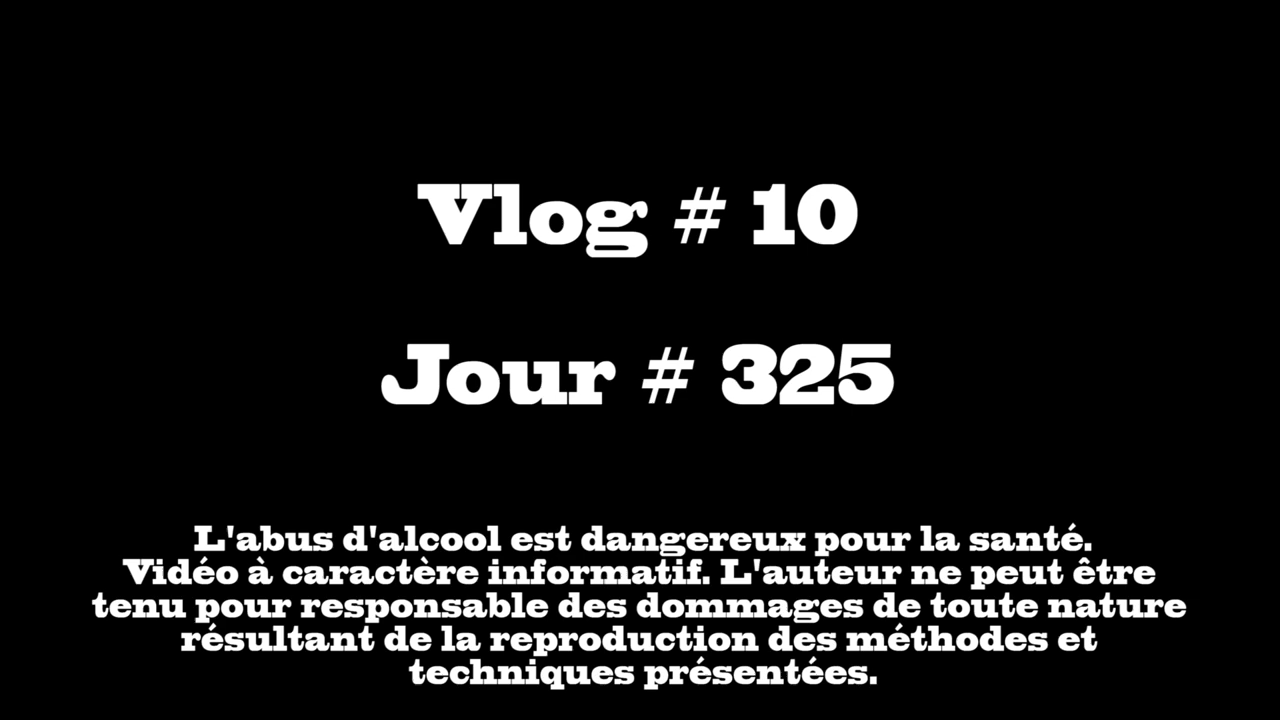 Vlog # 10
Jour # 325
L'abus d'alcool est dangereux pour la santé.
Vidéo à caractère informatif. L'auteur ne peut être
tenu pour responsable des dommages de toute nature
résultant de la reproduction des méthodes et
techniques présentées.